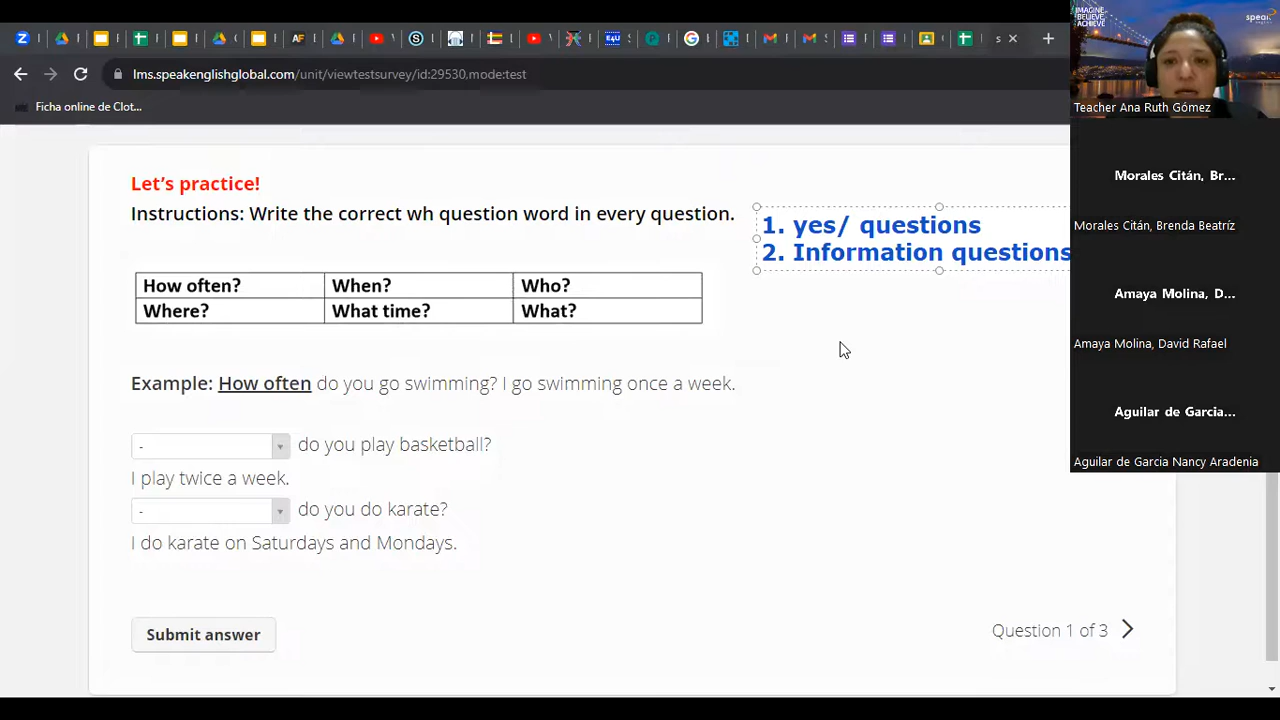 lms.speakenglishglobal.com/unit/viewtestsurvey/id:29530,mode:test
Ficha online de Clot...
IMAGINE
BELIEVE
ACHIEVE
speak
Teacher Ana Ruth Gómez
Let's practice!
Instructions: Write the correct wh question word in every question.
1. yes/ questions
2. Information questions
How often? When? Who?
Where? What time? What?
Example: How often do you go swimming? I go swimming once a week.
- do you play basketball?
I play twice a week.
- do you do karate?
I do karate on Saturdays and Mondays.
Submit answer
Question 1 of 3
Morales Citán, Br...
Morales Citán, Brenda Beatríz
Amaya Molina, D...
Amaya Molina, David Rafael
Aguilar de Garcia...
Aguilar de Garcia Nancy Aradenia